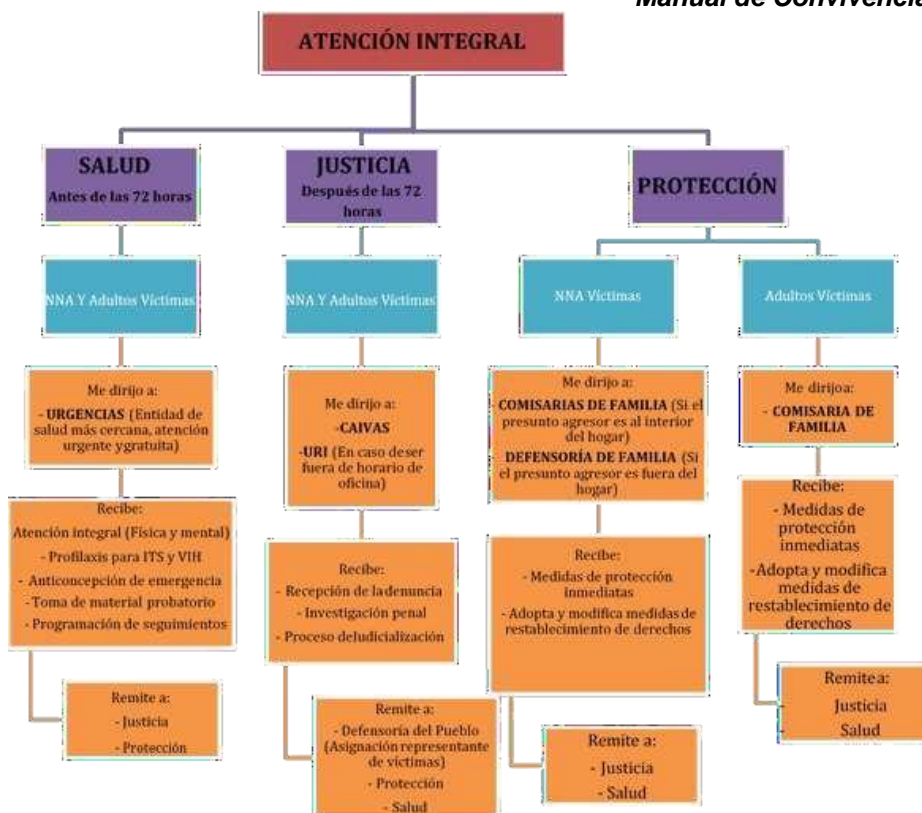 Manual de Convivencia
ATENCIÓN INTEGRAL
SALUD
Antes de las 72 horas
NNA Y Adultos Víctimas
Me dirijo a:
- URGENCIAS (Entidad de
salud más cercana, atención
urgente ygratuita)
Recibe:
Atención integral (Física y mental)
- Profilaxis para ITS y VIH
- Anticoncepción de emergencia
- Toma de material probatorio
- Programación de seguimientos
Remite a:
- Justicia
- Protección
JUSTICIA
Después de las 72
horas
NNA Y Adultos Víctimas
Me dirijo a:
-CAIVAS
-URI (En caso deser
fuera de horario de
oficina)
Recibe:
- Recepción de ladenuncia
- Investigación penal
- Proceso deJudicialización
Remite a:
- Defensoría del Pueblo
(Asignación representante
de víctimas)
- Protección
- Salud
PROTECCIÓN
NNA Víctimas
Me dirijo a:
- COMISARIAS DE FAMILIA (Si el
presunto agresor es al interior
del hogar)
- DEFENSORÍA DE FAMILIA (Si
el presunto agresor es fuera del
hogar)
Recibe:
- Medidas de protección
inmediatas
- Adopta y modifica medidas de
restablecimiento de derechos
Remite a:
- Justicia
- Salud
Adultos Víctimas
Me dirijoa:
- COMISARIA DE
FAMILIA
Recibe:
- Medidas de
protección
inmediatas
-Adopta y modifica
medidas de
restablecimiento de
derechos
Remitea:
- Justicia
- Salud